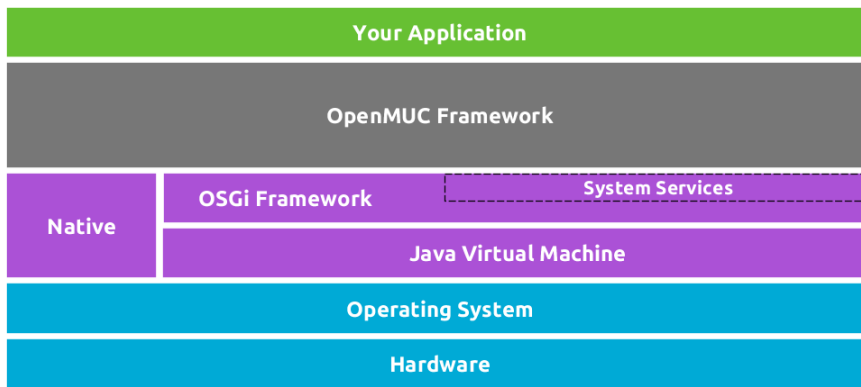 Your Application
OpenMUC Framework
System Services
OSGi Framework
Native
Java Virtual Machine
Operating System
Hardware